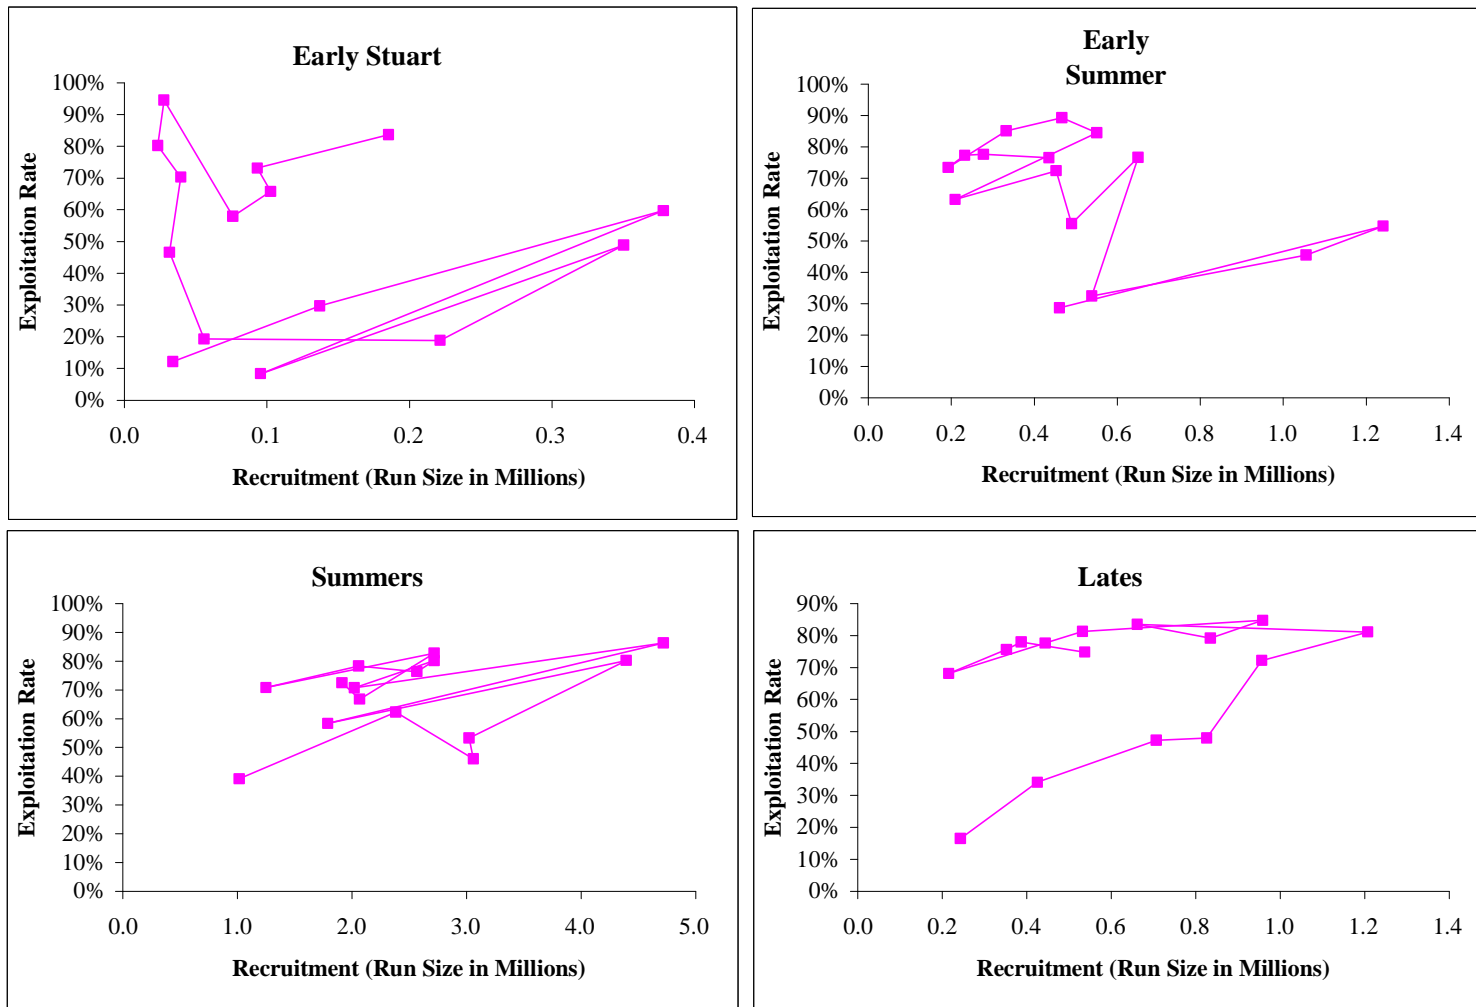 Early Stuart
100%
90%
80%
70%
60%
50%
40%
30%
20%
10%
0%
Exploitation Rate
0.0 0.1 0.2 0.3 0.4
Recruitment (Run Size in Millions)
Early
Summer
100%
90%
80%
70%
60%
50%
40%
30%
20%
10%
0%
Exploitation Rate
0.0 0.2 0.4 0.6 0.8 1.0 1.2 1.4
Recruitment (Run Size in Millions)
Summers
100%
90%
80%
70%
60%
50%
40%
30%
20%
10%
0%
Exploitation Rate
0.0 1.0 2.0 3.0 4.0 5.0
Recruitment (Run Size in Millions)
Lates
90%
80%
70%
60%
50%
40%
30%
20%
10%
0%
Exploitation Rate
0.0 0.2 0.4 0.6 0.8 1.0 1.2 1.4
Recruitment (Run Size in Millions)